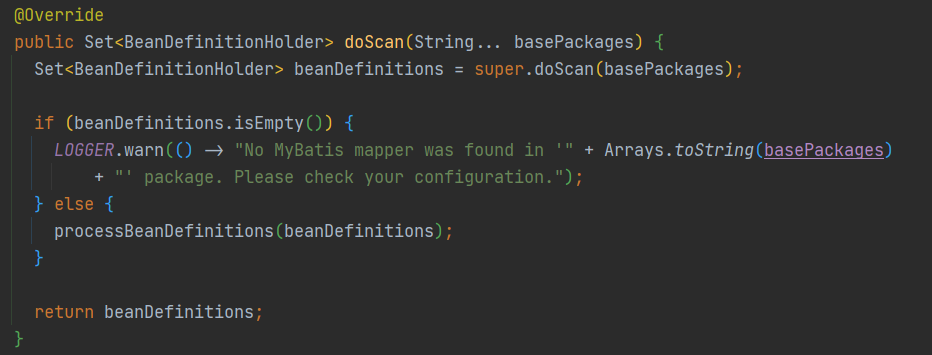 @Override
public Set<BeanDefinitionHolder> doScan(String... basePackages) {
  Set<BeanDefinitionHolder> beanDefinitions = super.doScan(basePackages);

  if (beanDefinitions.isEmpty()) {
    LOGGER.warn(() -> "No MyBatis mapper was found in '" + Arrays.toString(basePackages)
        + "' package. Please check your configuration.");
  } else {
    processBeanDefinitions(beanDefinitions);
  }

  return beanDefinitions;
}